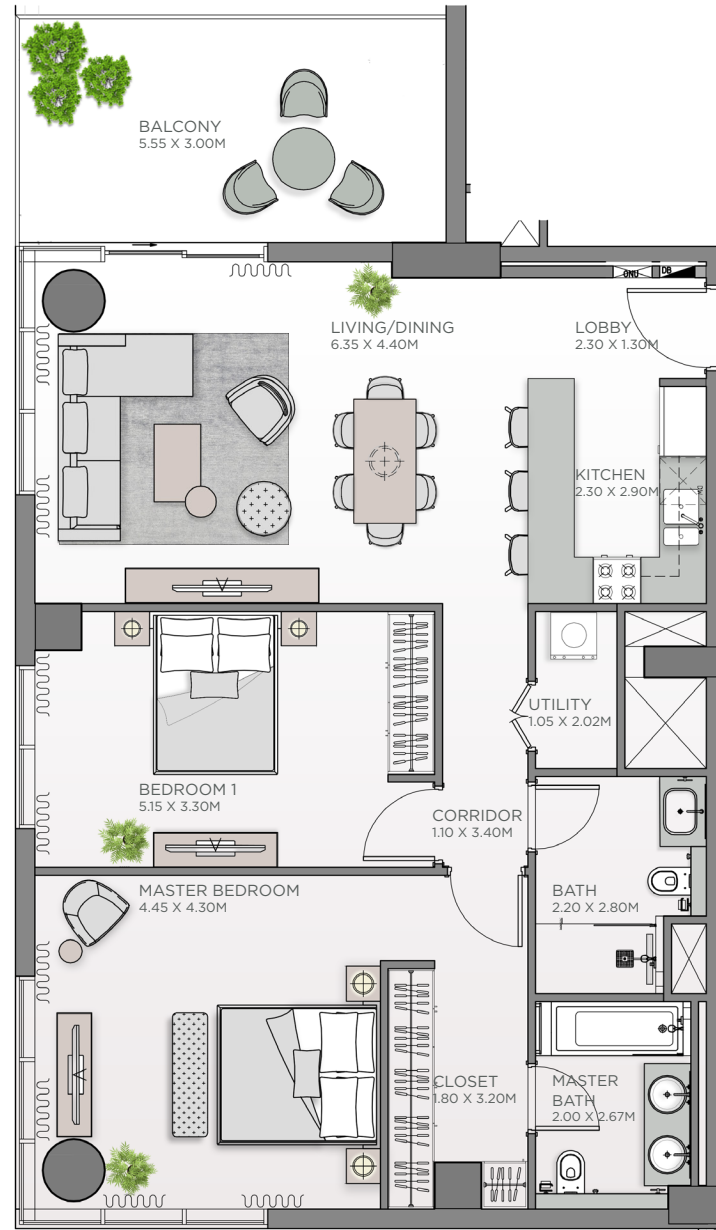 BALCONY
5.55 X 3.00M
ONU
DB
LIVING/DINING
6.35 X 4.40M
LOBBY
2.30 X 1.30M
KITCHEN
2.30 X 2.90M
UTILITY
1.05 X 2.02M
BEDROOM 1
5.15 X 3.30M
CORRIDOR
1.10 X 3.40M
MASTER BEDROOM
4.45 X 4.30M
BATH
2.20 X 2.80M
CLOSET
1.80 X 3.20M
MASTER
BATH
2.00 X 2.67M